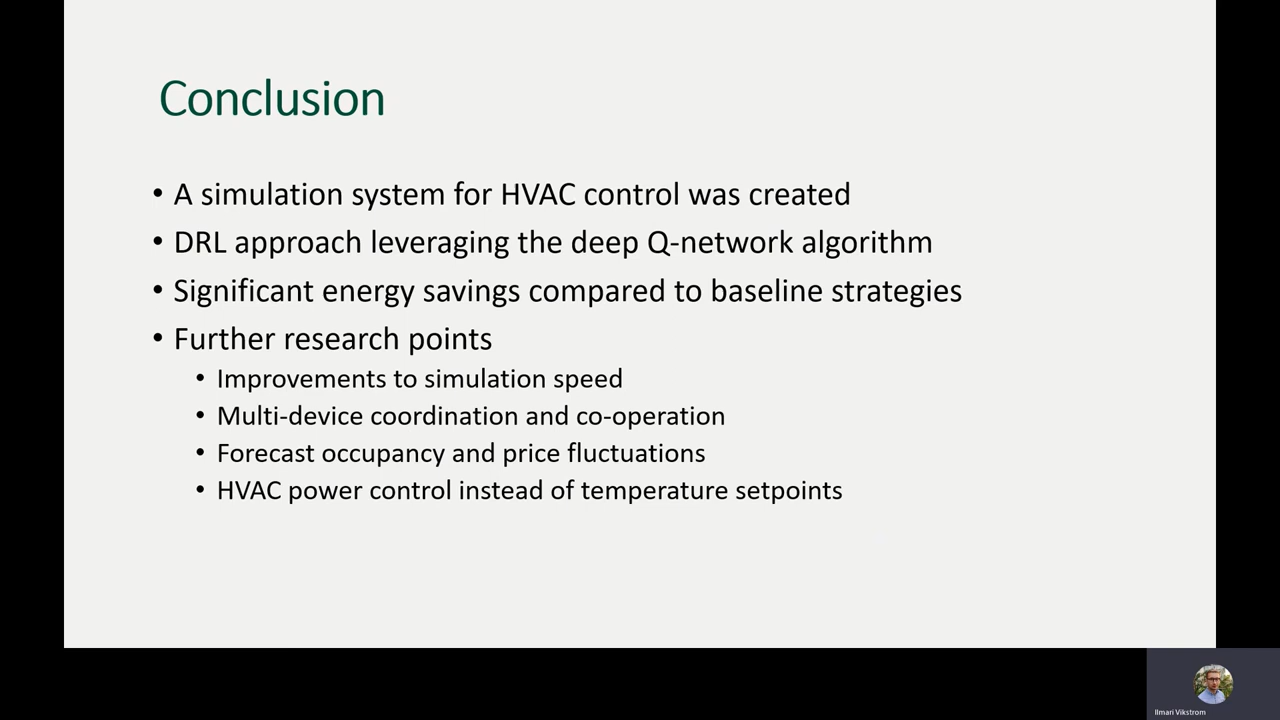 Conclusion
• A simulation system for HVAC control was created
• DRL approach leveraging the deep Q-network algorithm
• Significant energy savings compared to baseline strategies
• Further research points
• Improvements to simulation speed
• Multi-device coordination and co-operation
• Forecast occupancy and price fluctuations
• HVAC power control instead of temperature setpoints
Ilmari Vikstrom